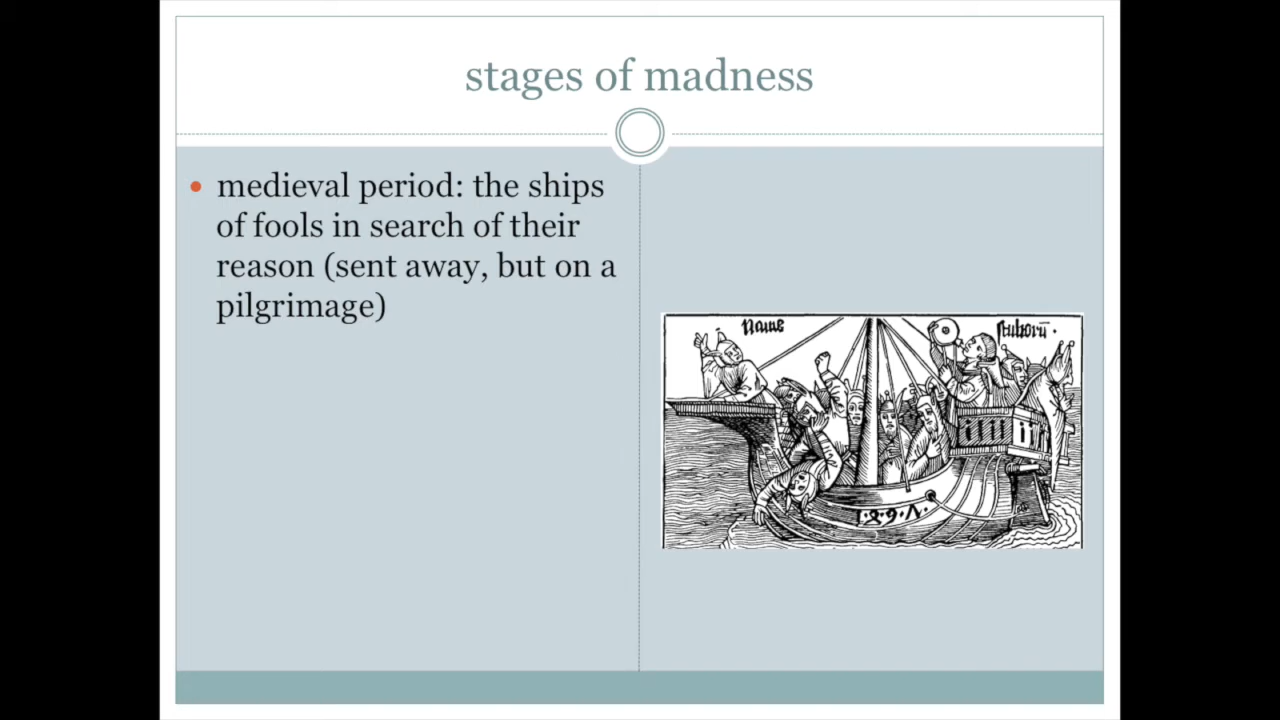 stages of madness
• medieval period: the ships
of fools in search of their
reason (sent away, but on a
pilgrimage)